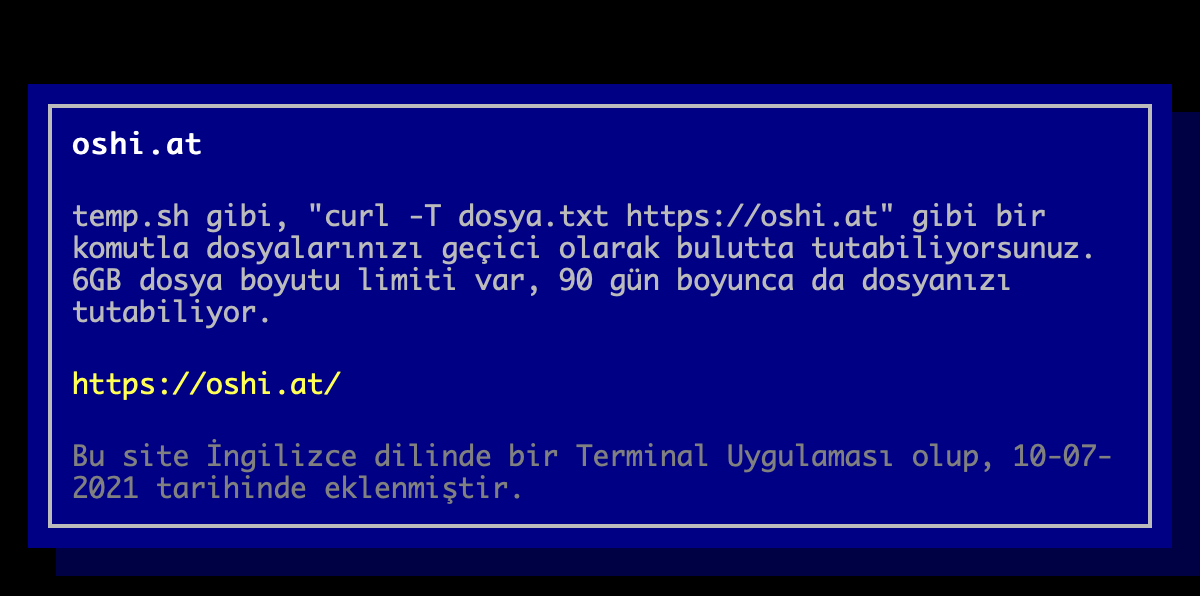 oshi.at
temp.sh gibi, "curl -T dosya.txt https://oshi.at" gibi bir
komutla dosyalarınızı geçici olarak bulutta tutabiliyorsunuz.
6GB dosya boyutu limiti var, 90 gün boyunca da dosyanızı
tutabiliyor.
https://oshi.at/
Bu site İngilizce dilinde bir Terminal Uygulaması olup, 10-07-
2021 tarihinde eklenmiştir.